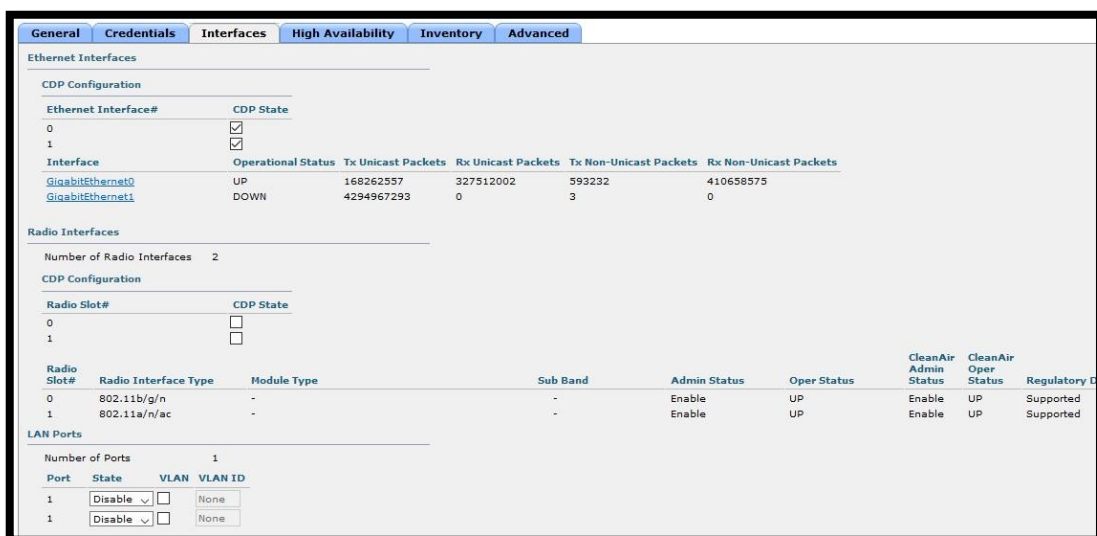 General Credentials Interfaces High Availability Inventory Advanced
Ethernet Interfaces
CDP Configuration
Ethernet Interface# CDP State
0
1
Interface Operational Status Tx Unicast Packets Rx Unicast Packets Tx Non-Unicast Packets Rx Non-Unicast Packets
GigabitEthernet0 UP 168262557 327512002 593232 410658575
GigabitEthernet1 DOWN 4294967293 0 3 0
Radio Interfaces
Number of Radio Interfaces 2
CDP Configuration
Radio Slot# CDP State
0
1
Radio Slot# Radio Interface Type Module Type Sub Band Admin Status Oper Status CleanAir Admin Status CleanAir Oper Status Regulatory D
0 802.11b/g/n - - Enable UP Enable UP Supported
1 802.11a/n/ac - - Enable UP Enable UP Supported
LAN Ports
Number of Ports 1
Port State VLAN VLAN ID
1 Disable None
1 Disable None